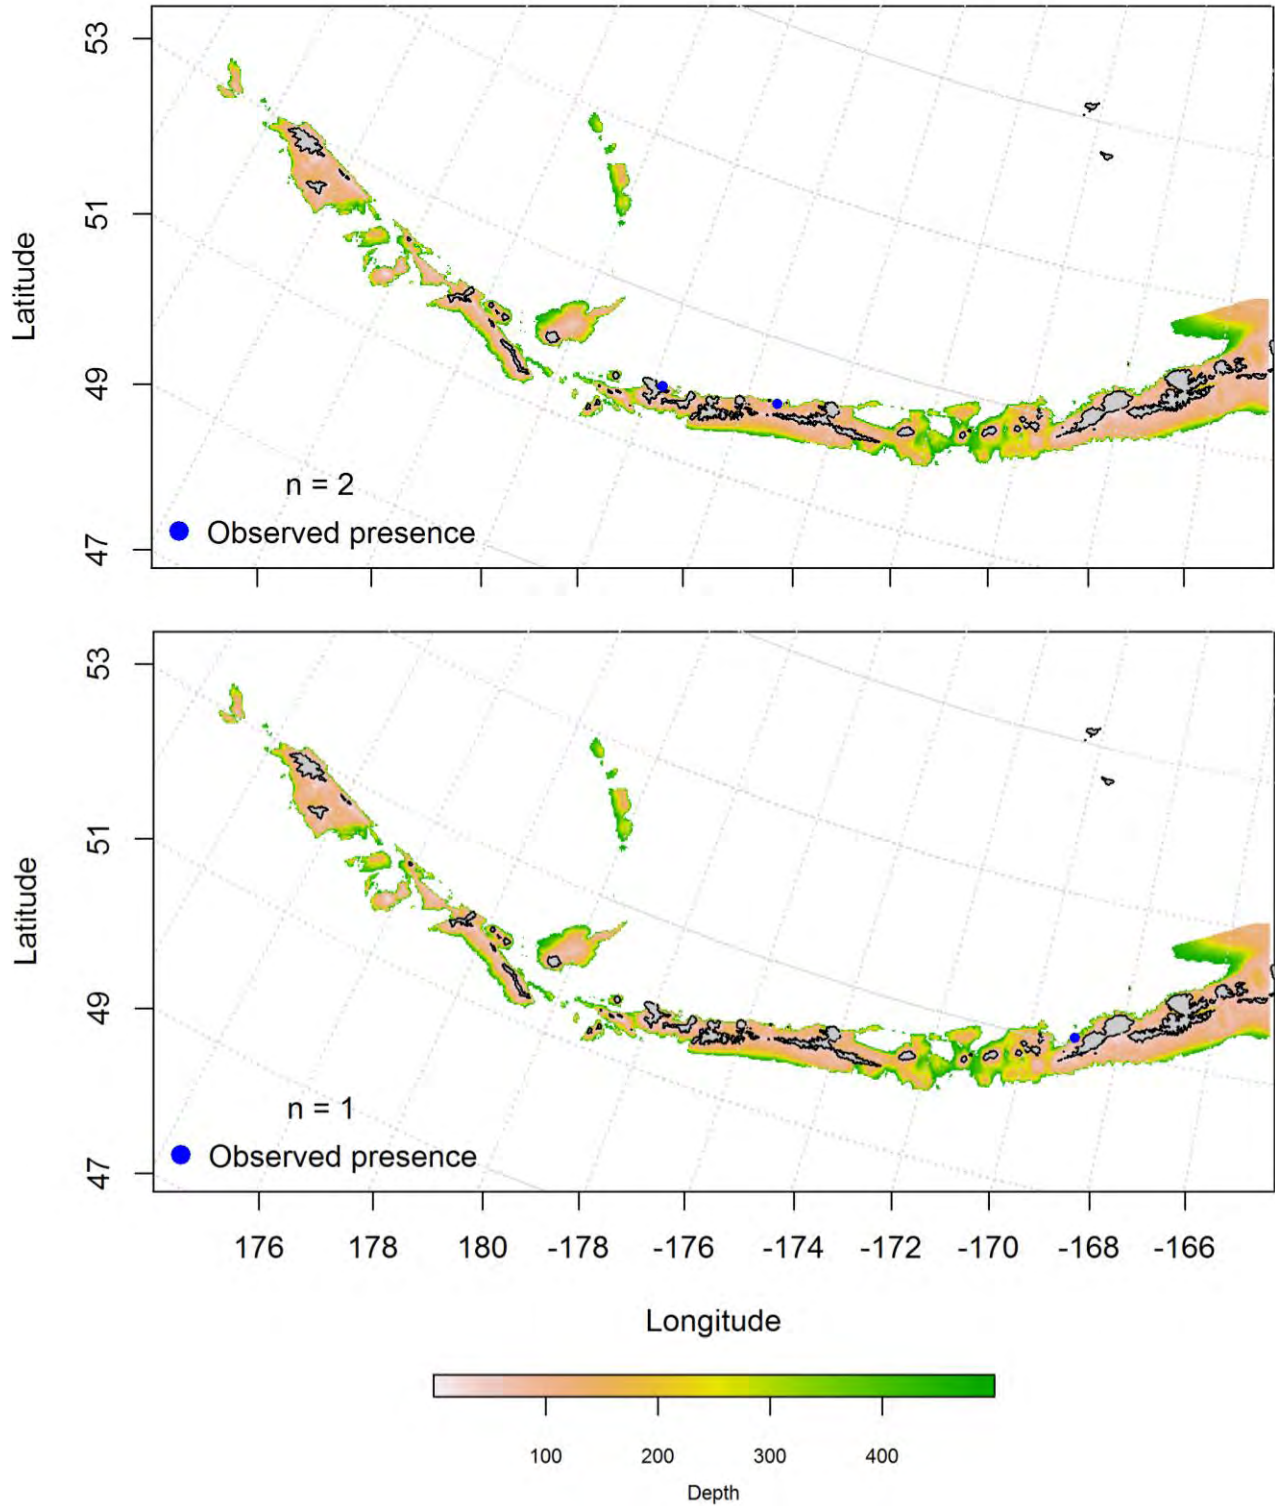 53
51
49
47
Latitude
n = 2
Observed presence
53
51
49
47
Latitude
n = 1
Observed presence
176 178 180 -178 -176 -174 -172 -170 -168 -166
Longitude
100 200 300 400
Depth